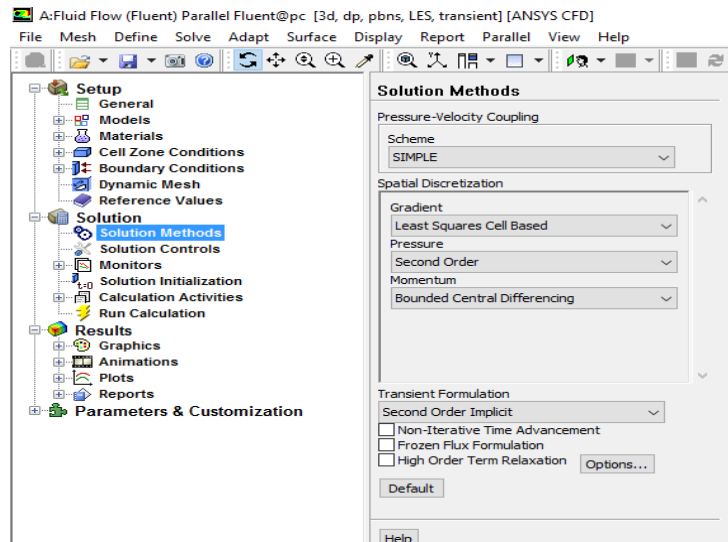 A:Fluid Flow (Fluent) Parallel Fluent@pc [3d, dp, pbns, LES, transient] [ANSYS CFD]
File Mesh Define Solve Adapt Surface Display Report Parallel View Help
Setup
General
Models
Materials
Cell Zone Conditions
Boundary Conditions
Dynamic Mesh
Reference Values
Solution
Solution Methods
Solution Controls
Monitors
t=0 Solution Initialization
Calculation Activities
Run Calculation
Results
Graphics
Animations
Plots
Reports
Parameters & Customization
Solution Methods
Pressure-Velocity Coupling
Scheme
SIMPLE
Spatial Discretization
Gradient
Least Squares Cell Based
Pressure
Second Order
Momentum
Bounded Central Differencing
Transient Formulation
Second Order Implicit
Non-Iterative Time Advancement
Frozen Flux Formulation
High Order Term Relaxation Options...
Default
Help